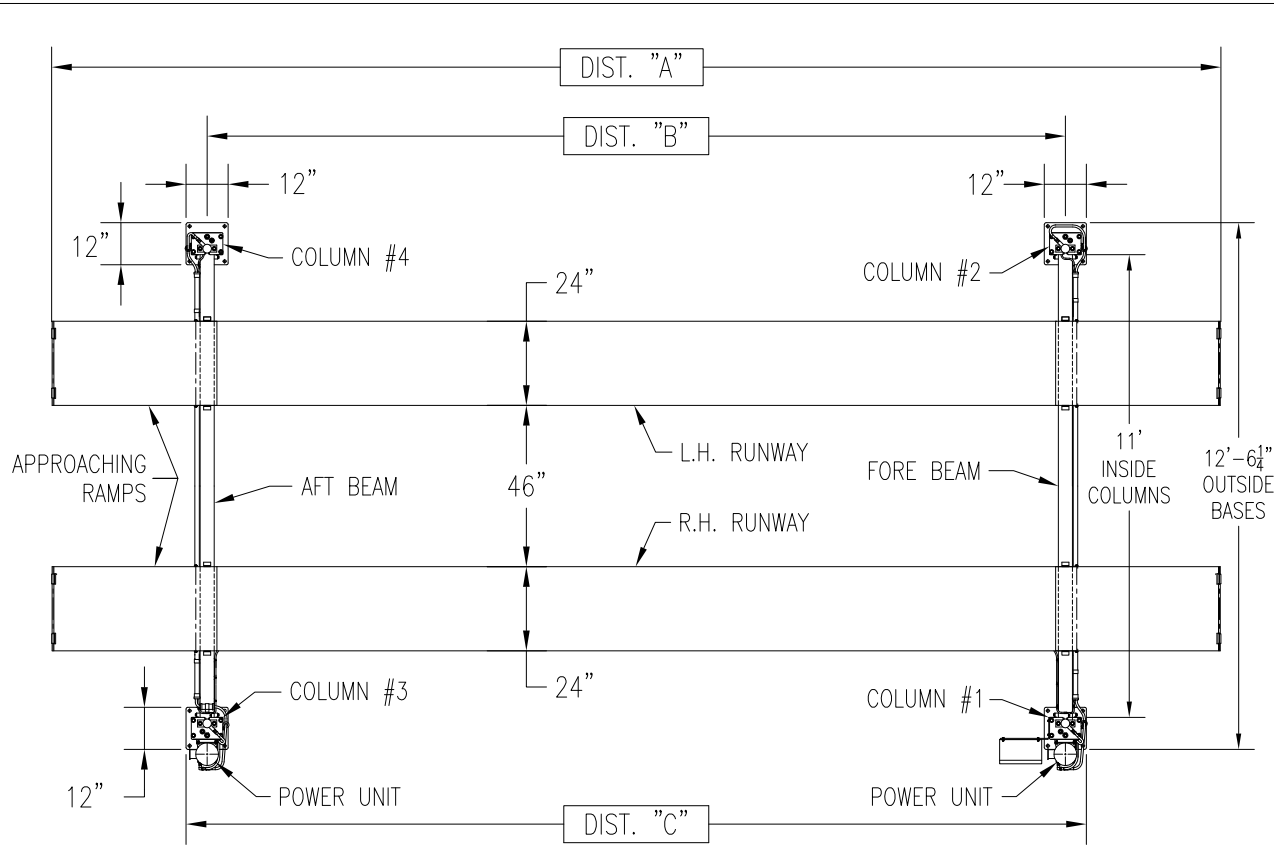 DIST. "A"
DIST. "B"
12"
12"
12"
COLUMN #4
COLUMN #2
24"
APPROACHING
RAMPS
AFT BEAM
46"
L.H. RUNWAY
R.H. RUNWAY
FORE BEAM
11'
INSIDE
COLUMNS
12'-6¼"
OUTSIDE
BASES
24"
COLUMN #3
COLUMN #1
12"
POWER UNIT
POWER UNIT
DIST. "C"